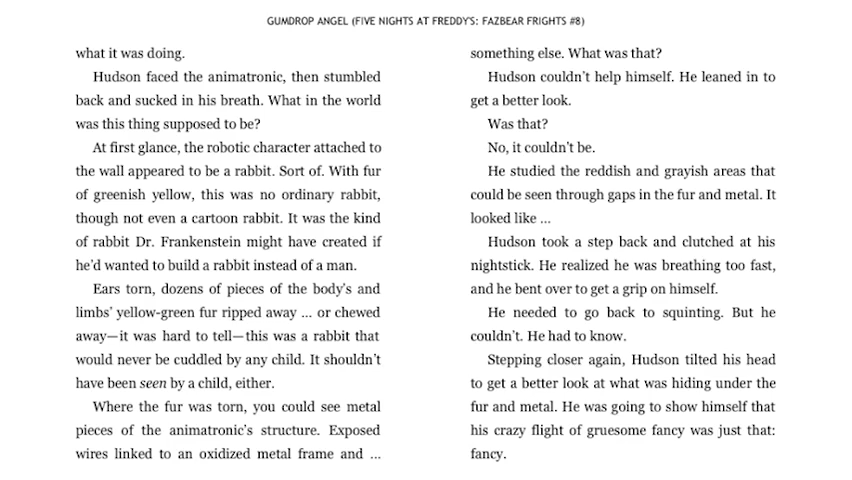 GUMDROP ANGEL (FIVE NIGHTS AT FREDDY'S: FAZBEAR FRIGHTS #8)
what it was doing.
Hudson faced the animatronic, then stumbled
back and sucked in his breath. What in the world
was this thing supposed to be?
At first glance, the robotic character attached to
the wall appeared to be a rabbit. Sort of. With fur
of greenish yellow, this was no ordinary rabbit,
though not even a cartoon rabbit. It was the kind
of rabbit Dr. Frankenstein might have created if
he’d wanted to build a rabbit instead of a man.
Ears torn, dozens of pieces of the body’s and
limbs’ yellow-green fur ripped away ... or chewed
away—it was hard to tell—this was a rabbit that
would never be cuddled by any child. It shouldn’t
have been seen by a child, either.
Where the fur was torn, you could see metal
pieces of the animatronic’s structure. Exposed
wires linked to an oxidized metal frame and ...
something else. What was that?
Hudson couldn’t help himself. He leaned in to
get a better look.
Was that?
No, it couldn’t be.
He studied the reddish and grayish areas that
could be seen through gaps in the fur and metal. It
looked like ...
Hudson took a step back and clutched at his
nightstick. He realized he was breathing too fast,
and he bent over to get a grip on himself.
He needed to go back to squinting. But he
couldn’t. He had to know.
Stepping closer again, Hudson tilted his head
to get a better look at what was hiding under the
fur and metal. He was going to show himself that
his crazy flight of gruesome fancy was just that:
fancy.